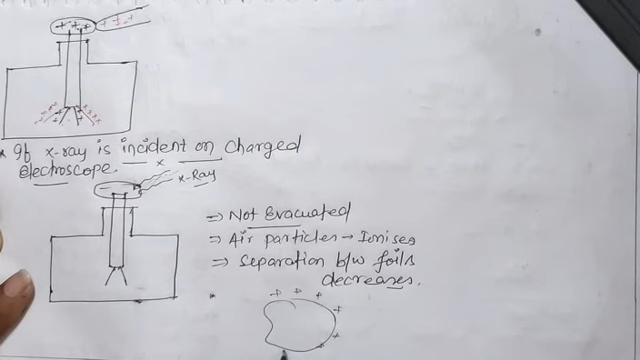 * If x-ray is incident on charged
electroscope.
x-Ray
⇒ Not Evacuated
⇒ Air particles → Ionises
⇒ Separation b/w foils
decreases.